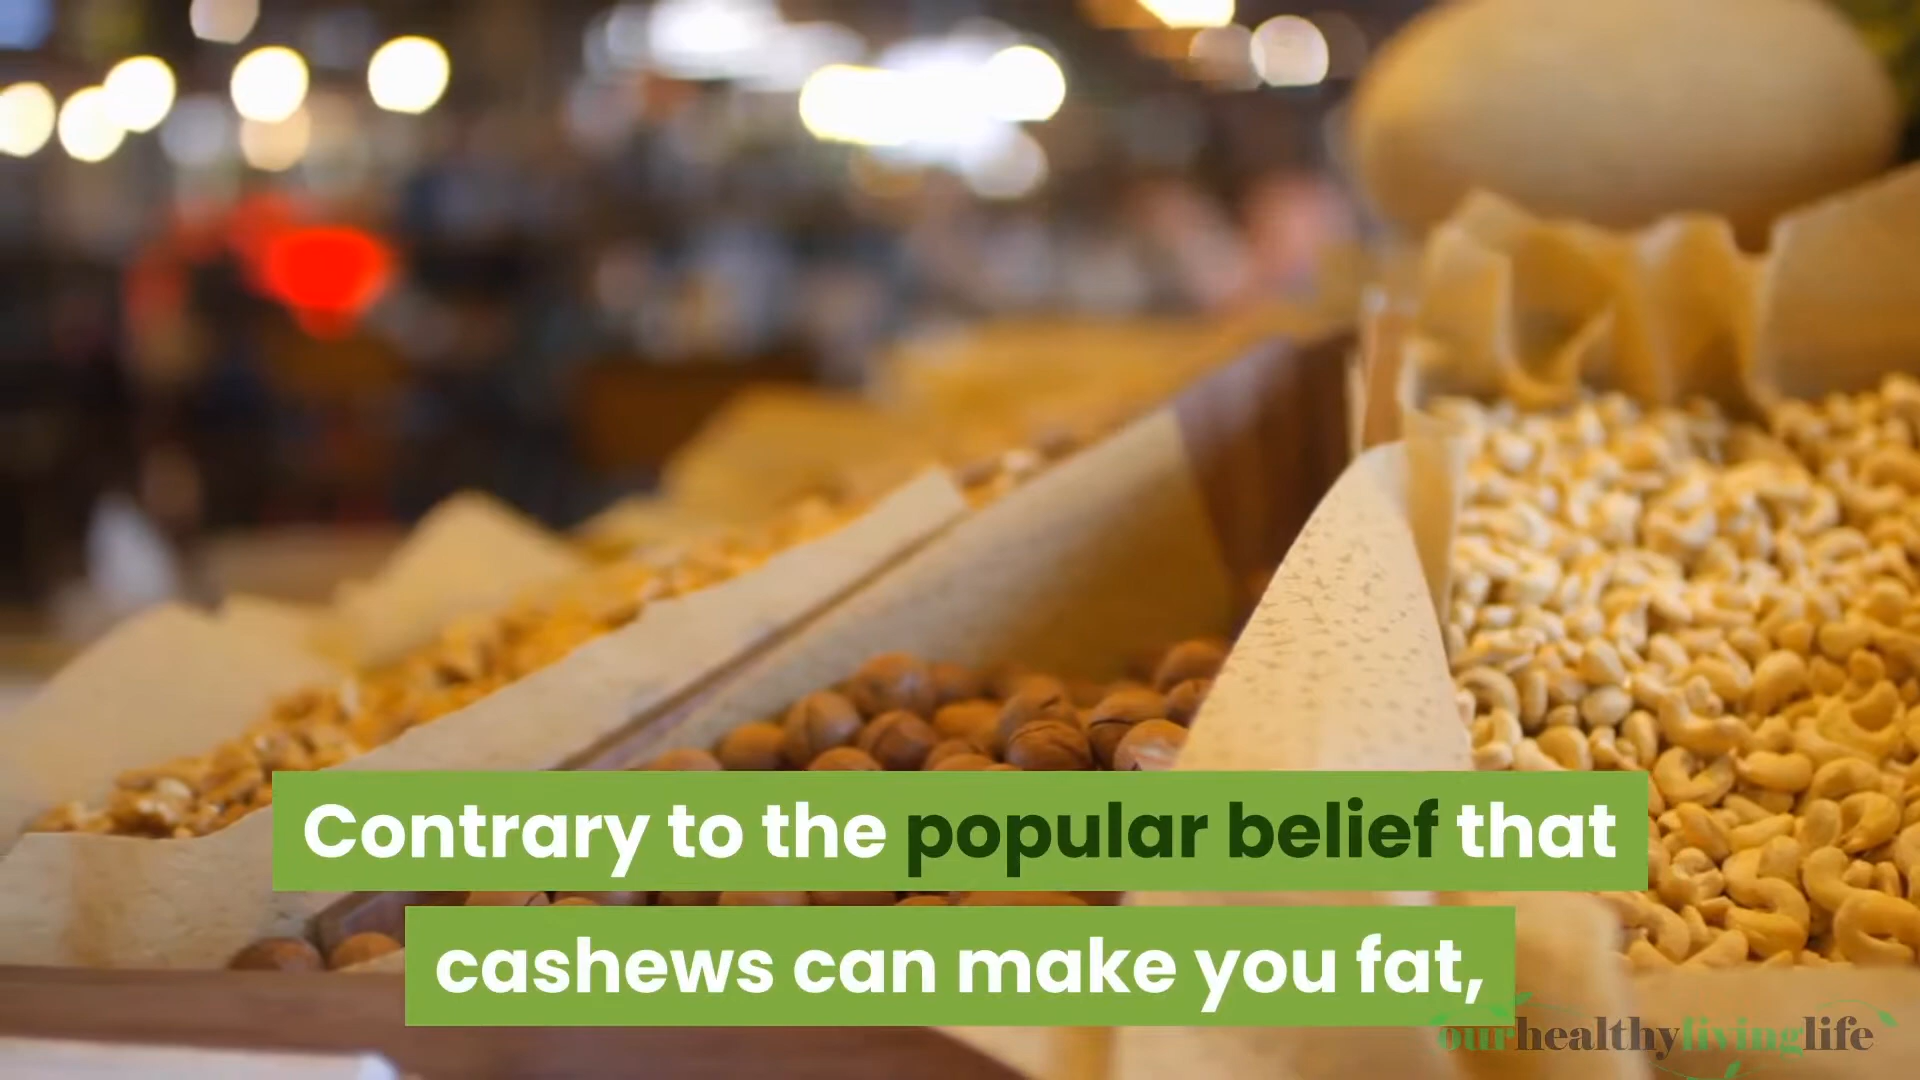 Contrary to the popular belief that
cashews can make you fat,
ourhealthylivinglife